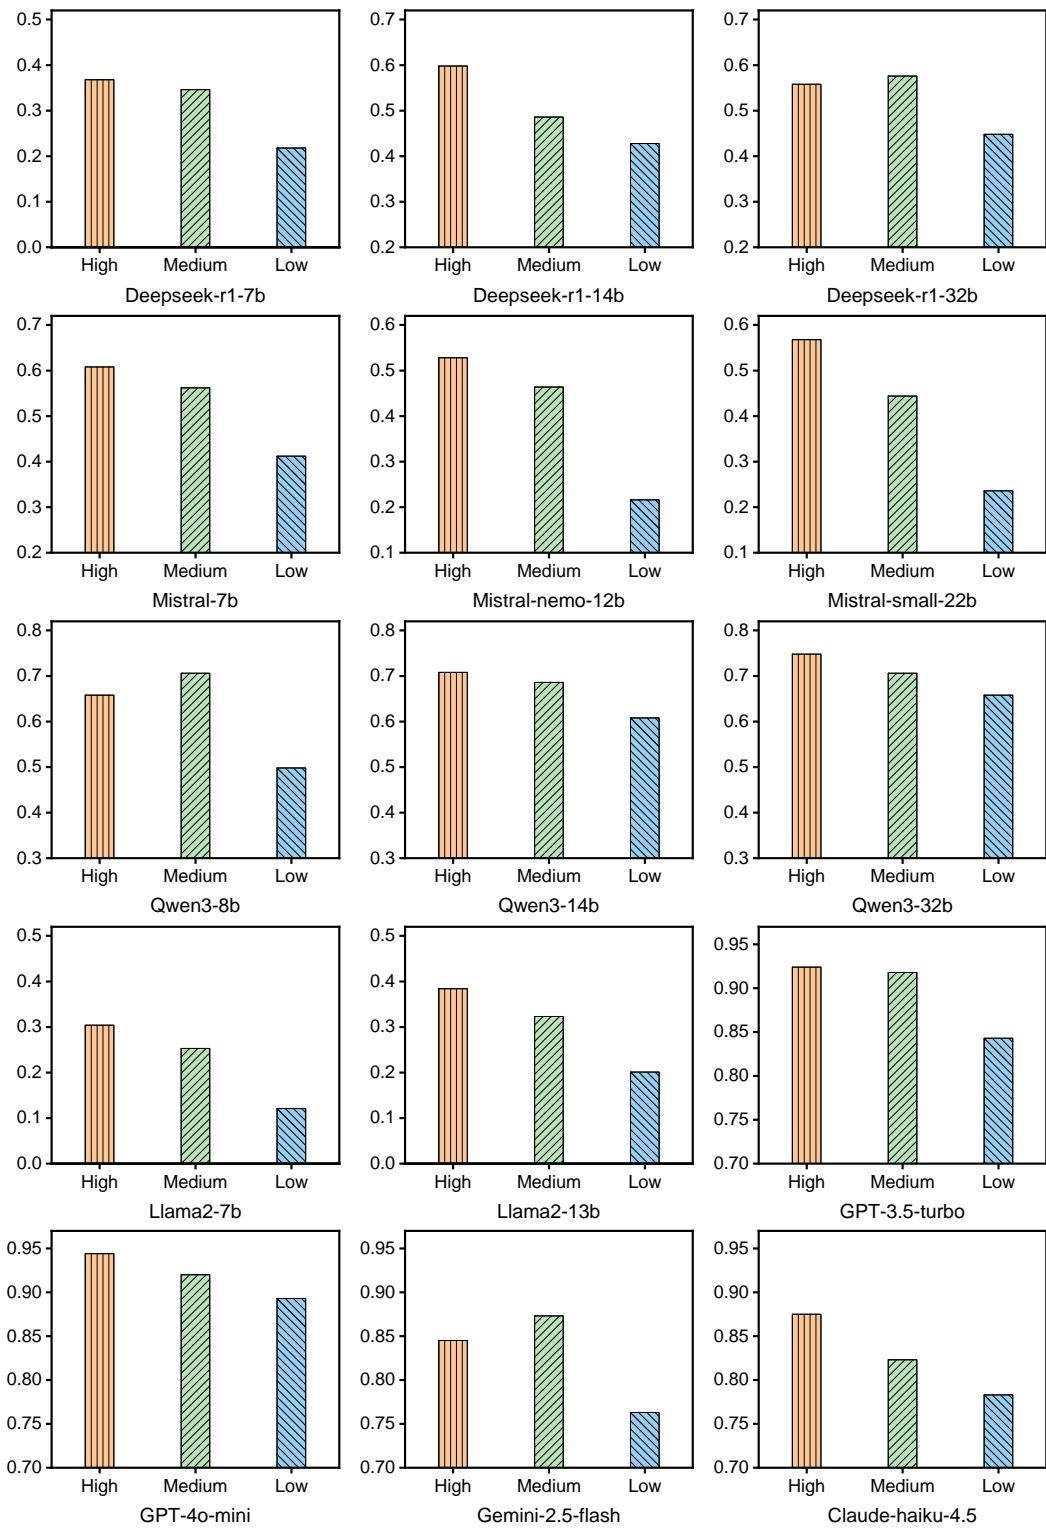 0.5 0.7 0.7
0.4 0.6 0.6
0.3 0.5 0.5
0.2 0.4 0.4
0.1 0.3 0.3
0.0 0.2 0.2
High Medium Low High Medium Low High Medium Low
Deepseek-r1-7b Deepseek-r1-14b Deepseek-r1-32b
0.7 0.6 0.6
0.6 0.5 0.5
0.5 0.4 0.4
0.4 0.3 0.3
0.3 0.2 0.2
0.2 0.1 0.1
High Medium Low High Medium Low High Medium Low
Mistral-7b Mistral-nemo-12b Mistral-small-22b
0.8 0.8 0.8
0.7 0.7 0.7
0.6 0.6 0.6
0.5 0.5 0.5
0.4 0.4 0.4
0.3 0.3 0.3
High Medium Low High Medium Low High Medium Low
Qwen3-8b Qwen3-14b Qwen3-32b
0.5 0.5 0.95
0.4 0.4 0.90
0.3 0.3 0.85
0.2 0.2 0.80
0.1 0.1 0.75
0.0 0.0 0.70
High Medium Low High Medium Low High Medium Low
Llama2-7b Llama2-13b GPT-3.5-turbo
0.95 0.95 0.95
0.90 0.90 0.90
0.85 0.85 0.85
0.80 0.80 0.80
0.75 0.75 0.75
0.70 0.70 0.70
High Medium Low High Medium Low High Medium Low
GPT-4o-mini Gemini-2.5-flash Claude-haiku-4.5